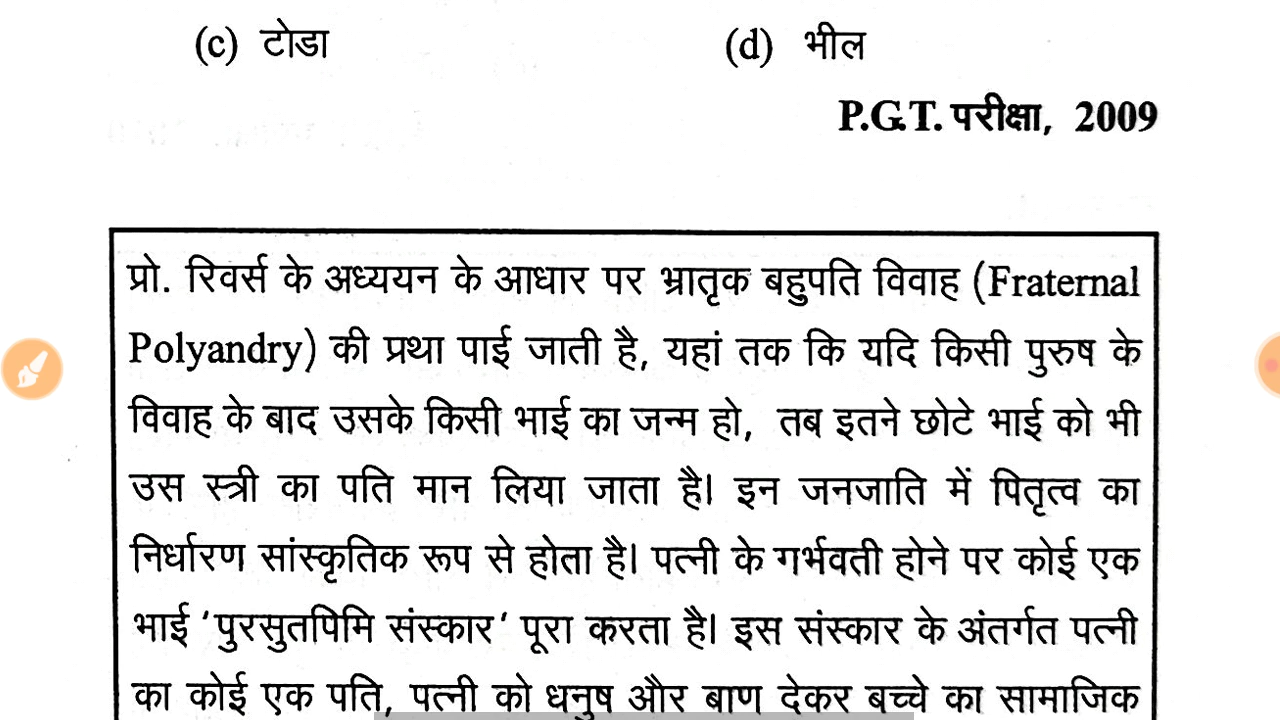 (c) टोडा (d) भील
P.G.T. परीक्षा, 2009
प्रो. रिवर्स के अध्ययन के आधार पर भ्रातृक बहुपति विवाह (Fraternal
Polyandry) की प्रथा पाई जाती है, यहां तक कि यदि किसी पुरुष के
विवाह के बाद उसके किसी भाई का जन्म हो, तब इतने छोटे भाई को भी
उस स्त्री का पति मान लिया जाता है। इन जनजाति में पितृत्व का
निर्धारण सांस्कृतिक रूप से होता है। पत्नी के गर्भवती होने पर कोई एक
भाई ‘पुरसुतपिमि संस्कार‘ पूरा करता है। इस संस्कार के अंतर्गत पत्नी
का कोई एक पति, पत्नी को धनुष और बाण देकर बच्चे का सामाजिक